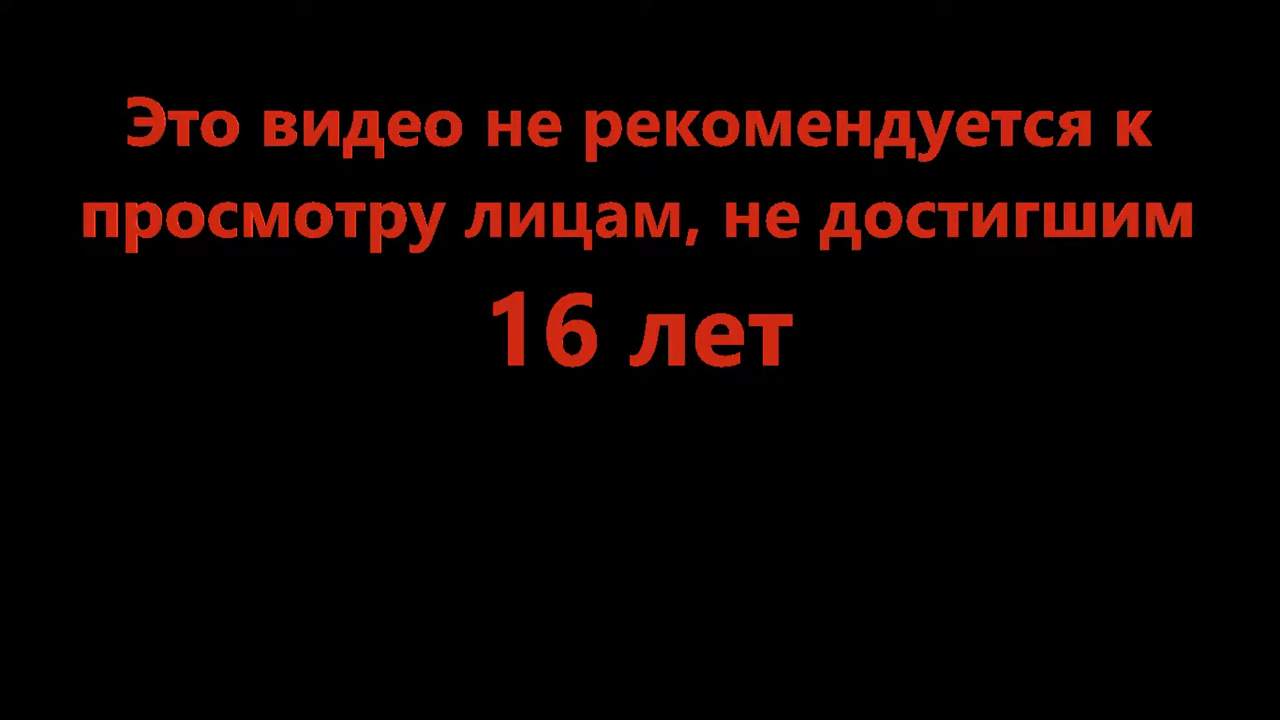 Это видео не рекомендуется к
просмотру лицам, не достигшим
16 лет